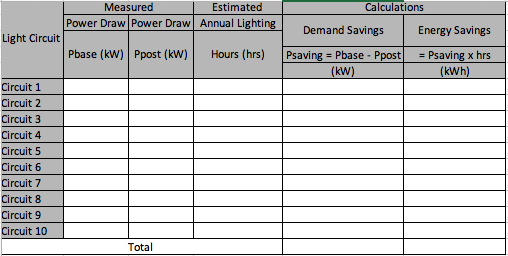 Measured Estimated Calculations
Light Circuit Power Draw Power Draw Annual Lighting Demand Savings Energy Savings
Pbase (kW) Ppost (kW) Hours (hrs) Psaving = Pbase - Ppost = Psaving x hrs
(kW) (kWh)
Circuit 1
Circuit 2
Circuit 3
Circuit 4
Circuit 5
Circuit 6
Circuit 7
Circuit 8
Circuit 9
Circuit 10
Total